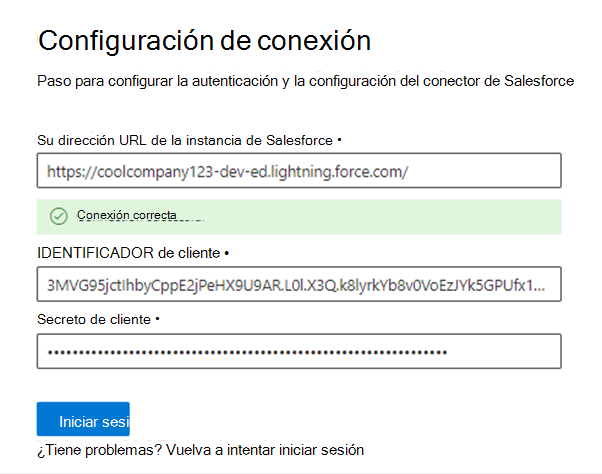 Configuración de conexión
Paso para configurar la autenticación y la configuración del conector de Salesforce
Su dirección URL de la instancia de Salesforce •
https://coolcompany123-dev-ed.lightning.force.com/
Conexión correcta
IDENTIFICADOR de cliente •
3MVG95jctIhbyCppE2jPeHX9U9AR.L0l.X3Q.k8lyrkYb8v0VoEzJYk5GPUfx1...
Secreto de cliente •
••••••••••••••••••••••••••••••••••••••••••••••••••••••••••••••••
Iniciar sesi
¿Tiene problemas? Vuelva a intentar iniciar sesión